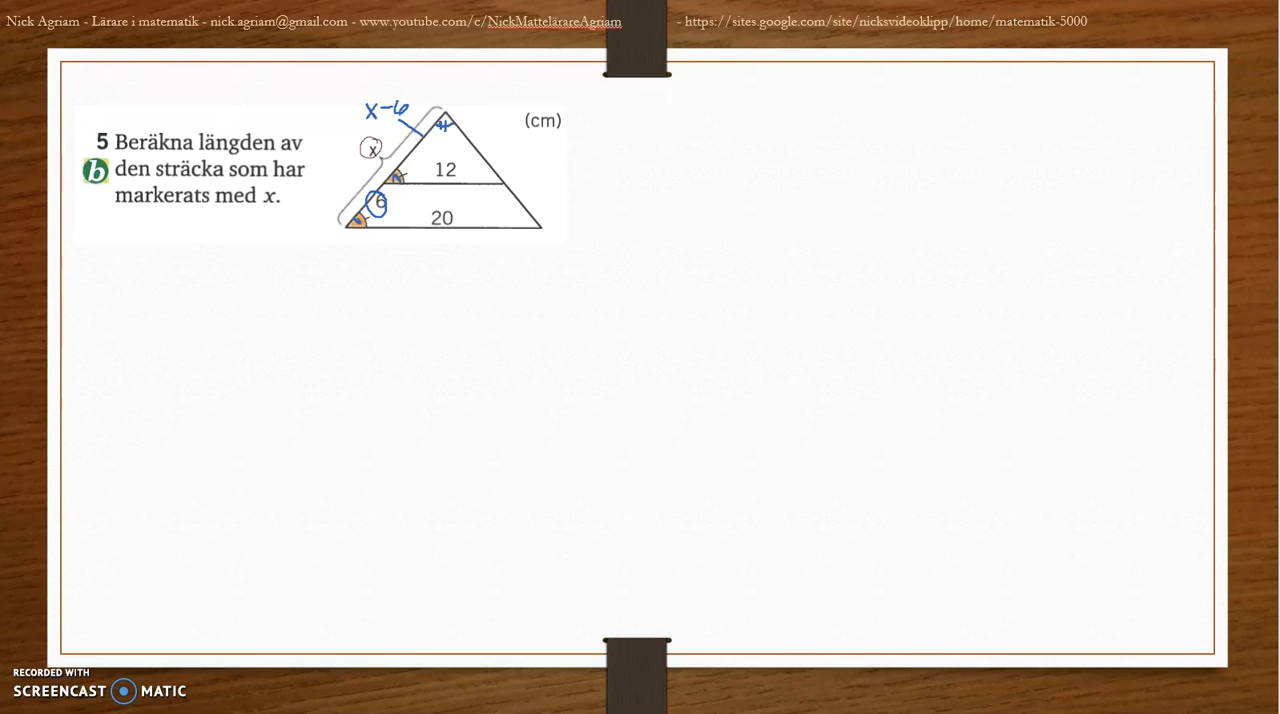 Nick Agriam - Lärare i matematik - nick.agriam@gmail.com - www.youtube.com/c/NickMattelärareAgriam - https://sites.google.com/site/nicksvideoklipp/home/matematik-5000
5 Beräkna längden av
b den sträcka som har
markerats med x.
x-6
(cm)
x
12
6
20
RECORDED WITH
SCREENCAST MATIC